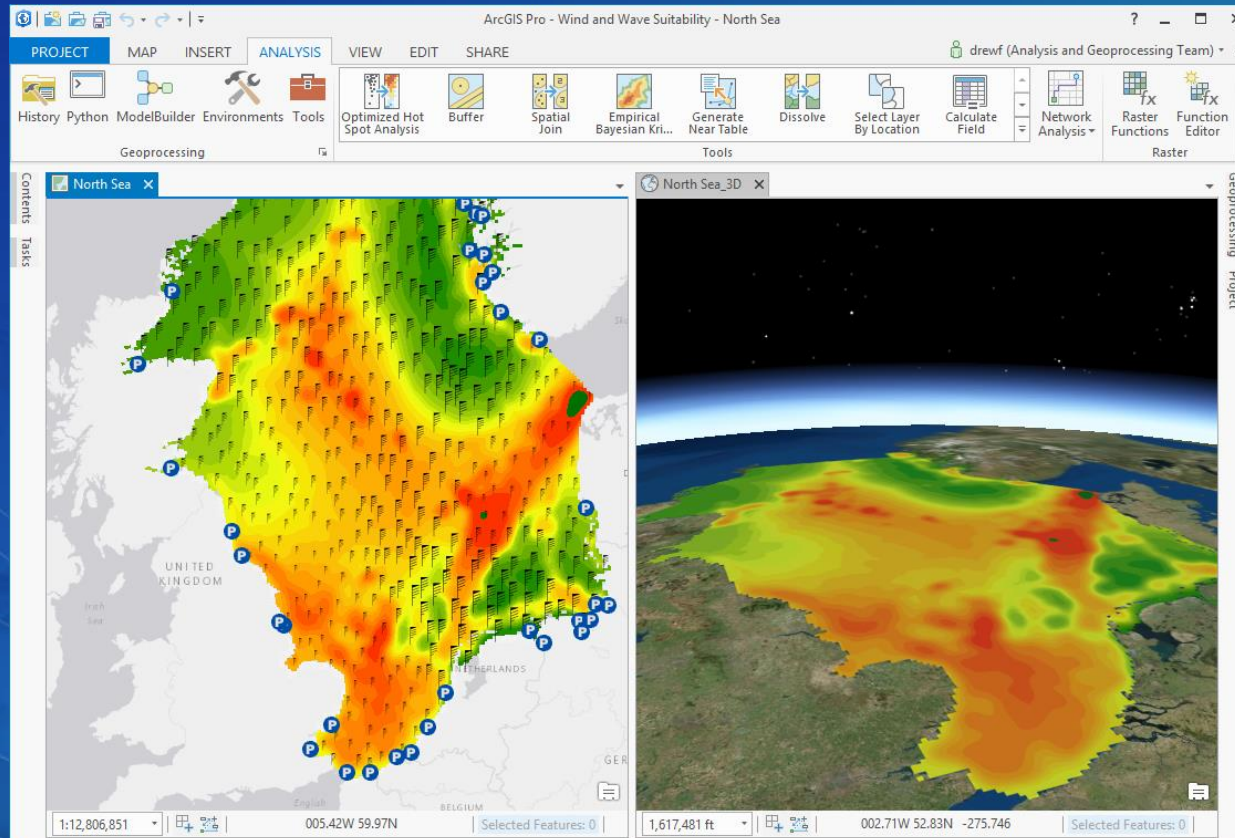 ArcGIS Pro - Wind and Wave Suitability - North Sea
?
PROJECT MAP INSERT ANALYSIS VIEW EDIT SHARE
drewf (Analysis and Geoprocessing Team)
History Python ModelBuilder Environments Tools
Optimized Hot Spot Analysis
Buffer
Spatial Join
Empirical Bayesian Kri...
Generate Near Table
Dissolve
Select Layer By Location
Calculate Field
Network Analysis
Raster Functions
Function Editor
Geoprocessing
Tools
Raster
Contents
Tasks
North Sea
North Sea_3D
Geoprocessing
Project
P
P
P
P
P
P
P
P
P
P
P
P
UNITED
KINGDOM
Irish
Sea
P
P
P
P
P
P
P
P
P
P
P
NETHERLANDS
P
P
P
P
P
P
P
P
P
GER
English
BELGIUM
1:12,806,851
005.42W 59.97N
Selected Features: 0
1,617,481 ft
002.71W 52.83N -275.746
Selected Features: 0